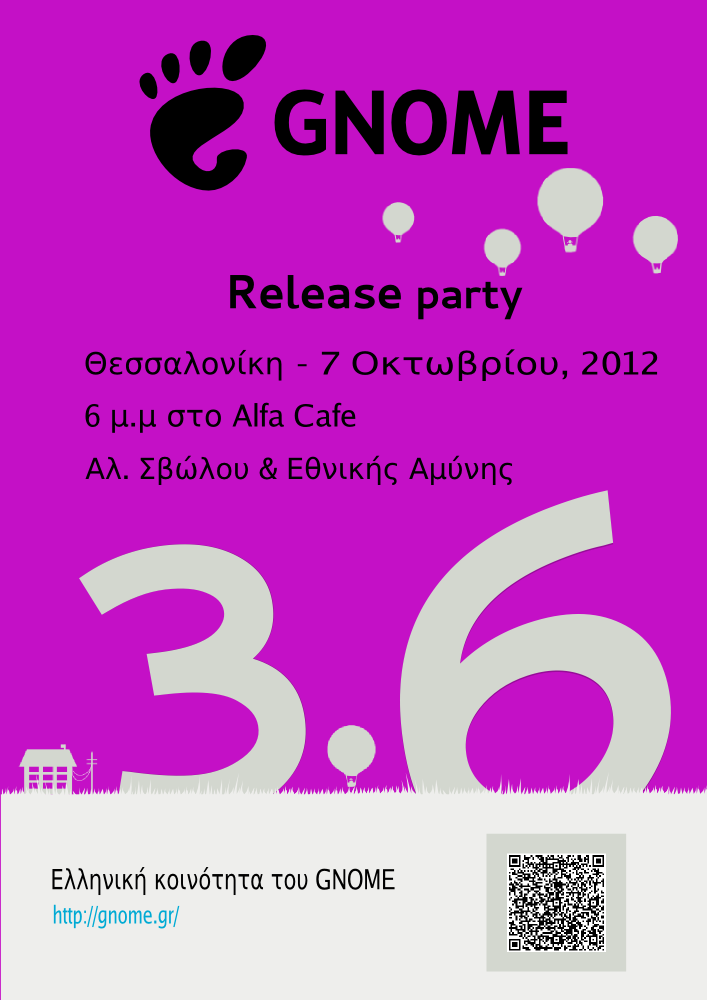 GNOME
Release party
Θεσσαλονίκη - 7 Οκτωβρίου, 2012
6 μ.μ στο Alfa Cafe
Αλ. Σβώλου & Εθνικής Αμύνης
3.6
Ελληνική κοινότητα του GNOME
http://gnome.gr/